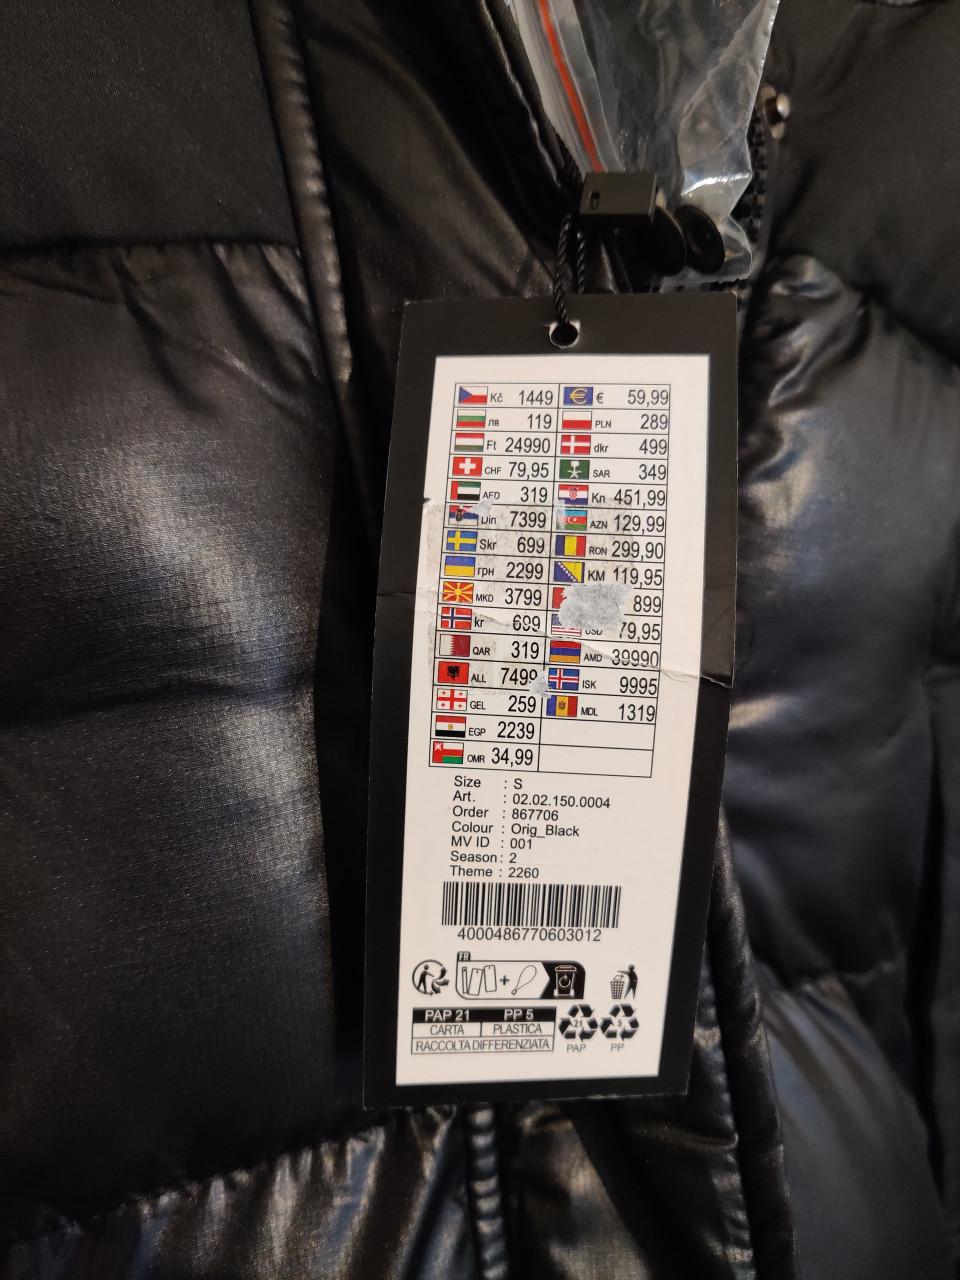 Kč 1449 € 59,99
лв 119 PLN 289
Ft 24990 dkr 499
CHF 79,95 SAR 349
AED 319 Kn 451,99
Din 7399 AZN 129,99
Skr 699 RON 299,90
грн 2299 KM 119,95
MKD 3799 899
kr 699 USD 79,95
QAR 319 AMD 39990
ALL 7499 ISK 9995
GEL 259 MDL 1319
EGP 2239
OMR 34,99
Size : S
Art. : 02.02.150.0004
Order : 867706
Colour : Orig_Black
MV ID : 001
Season : 2
Theme : 2260
4000486770603012
FR
+
PAP 21 PP 5
CARTA PLASTICA
RACCOLTA DIFFERENZIATA
21 5
PAP PP